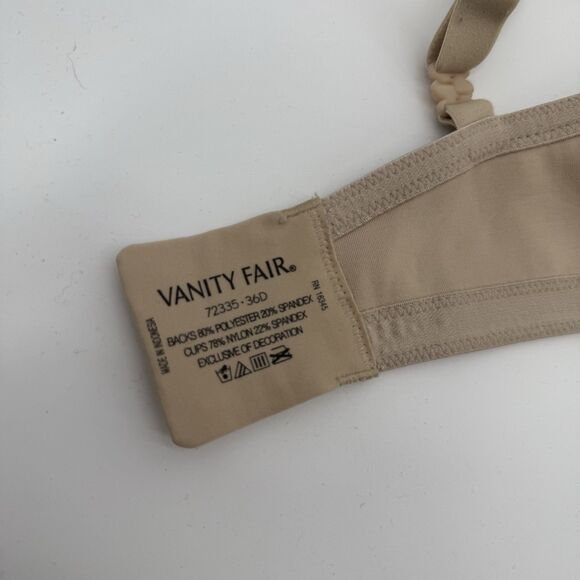 VANITY FAIR®
72335 · 36D
BACKS 80% POLYESTER 20% SPANDEX
CUPS 78% NYLON 22% SPANDEX
EXCLUSIVE OF DECORATION
MADE IN INDONESIA
RN 16345